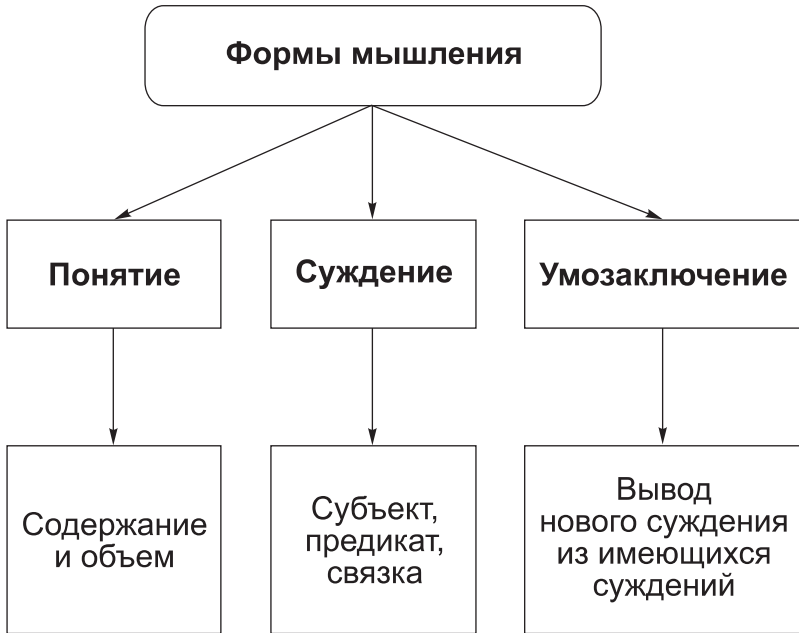 Формы мышления
Понятие
Суждение
Умозаключение
Содержание
и объем
Субъект,
предикат,
связка
Вывод
нового суждения
из имеющихся
суждений